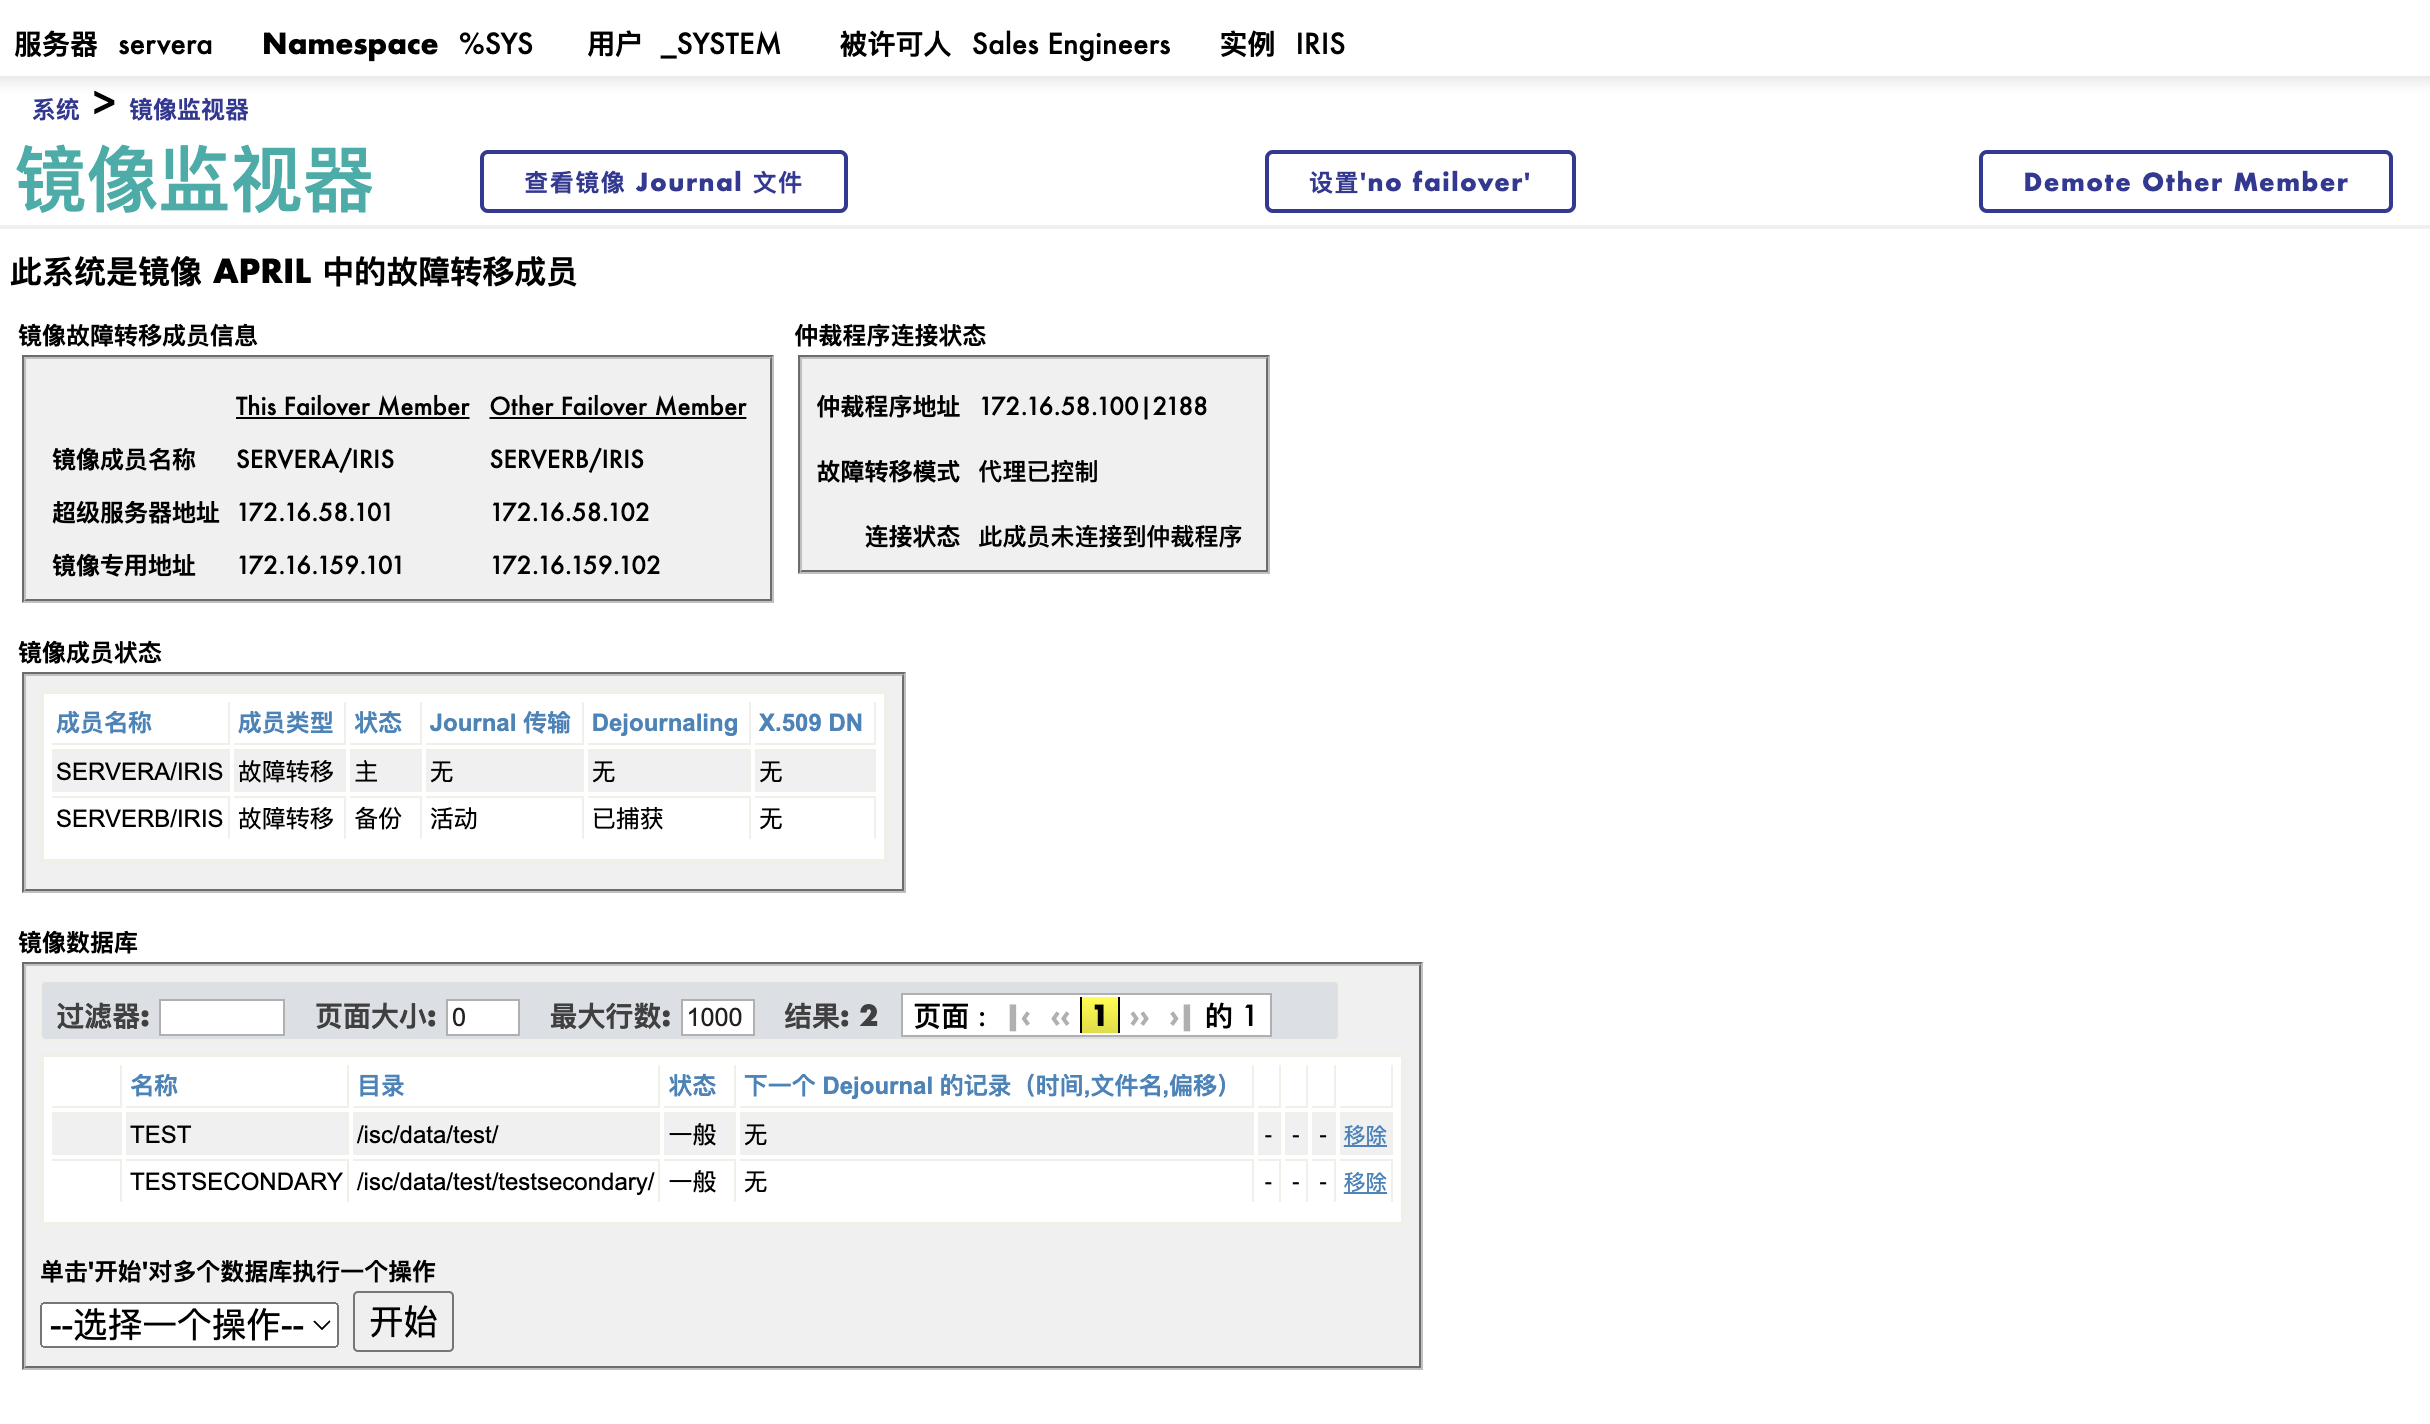 服务器 servera Namespace %SYS 用户 _SYSTEM 被许可人 Sales Engineers 实例 IRIS
系统 > 镜像监视器
镜像监视器 查看镜像 Journal 文件 设置'no failover' Demote Other Member
此系统是镜像 APRIL 中的故障转移成员
镜像故障转移成员信息
This Failover Member Other Failover Member
镜像成员名称 SERVERA/IRIS SERVERB/IRIS
超级服务器地址 172.16.58.101 172.16.58.102
镜像专用地址 172.16.159.101 172.16.159.102
仲裁程序连接状态
仲裁程序地址 172.16.58.100|2188
故障转移模式 代理已控制
连接状态 此成员未连接到仲裁程序
镜像成员状态
成员名称 成员类型 状态 Journal 传输 Dejournaling X.509 DN
SERVERA/IRIS 故障转移 主 无 无 无
SERVERB/IRIS 故障转移 备份 活动 已捕获 无
镜像数据库
过滤器: 页面大小: 0 最大行数: 1000 结果: 2 页面： |‹ ‹‹ 1 ›› ›| 的 1
名称 目录 状态 下一个 Dejournal 的记录（时间,文件名,偏移）
TEST /isc/data/test/ 一般 无 - - - 移除
TESTSECONDARY /isc/data/test/testsecondary/ 一般 无 - - - 移除
单击'开始'对多个数据库执行一个操作
--选择一个操作-- 开始